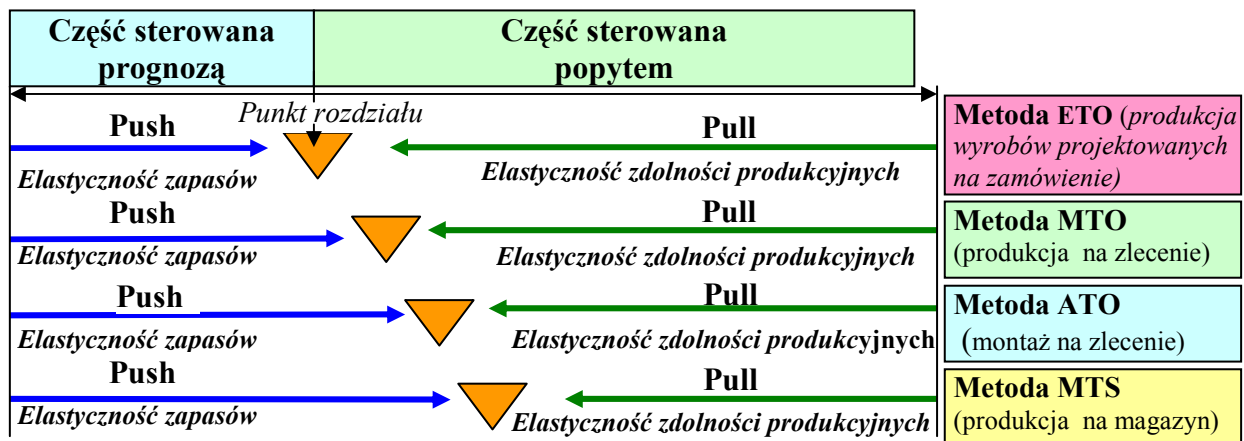 Część sterowana
prognozą
Część sterowana
popytem
Punkt rozdziału
Push
Pull
Elastyczność zapasów
Elastyczność zdolności produkcyjnych
Metoda ETO (produkcja
wyrobów projektowanych
na zamówienie)
Push
Pull
Elastyczność zapasów
Elastyczność zdolności produkcyjnych
Metoda MTO
(produkcja na zlecenie)
Push
Pull
Elastyczność zapasów
Elastyczność zdolności produkcyjnych
Metoda ATO
(montaż na zlecenie)
Push
Pull
Elastyczność zapasów
Elastyczność zdolności produkcyjnych
Metoda MTS
(produkcja na magazyn)